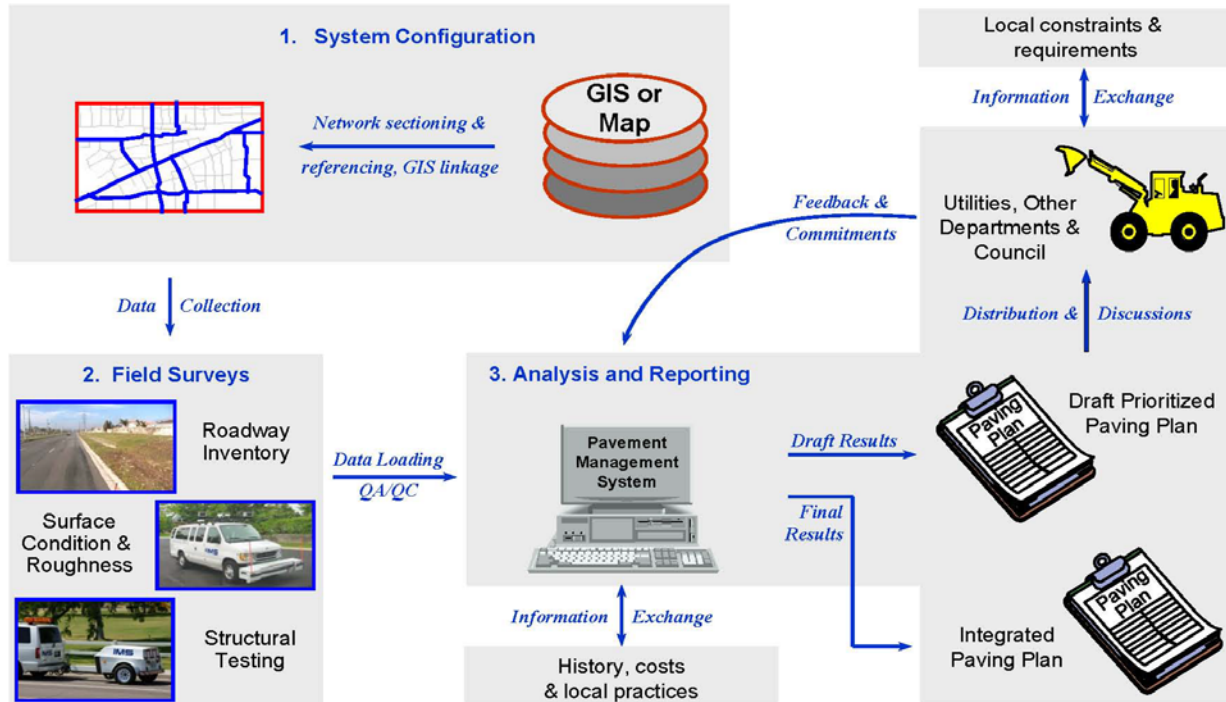 1. System Configuration
GIS or
Map
Network sectioning &
referencing, GIS linkage
Local constraints &
requirements
Information Exchange
Utilities, Other
Departments &
Council
Feedback &
Commitments
Data Collection
Distribution & Discussions
2. Field Surveys
Roadway
Inventory
Surface
Condition &
Roughness
Structural
Testing
IMS
Data Loading
QA/QC
3. Analysis and Reporting
Pavement
Management
System
Draft Results
Final
Results
Paving
Plan
Draft Prioritized
Paving Plan
Information Exchange
History, costs
& local practices
Integrated
Paving Plan
Paving
Plan